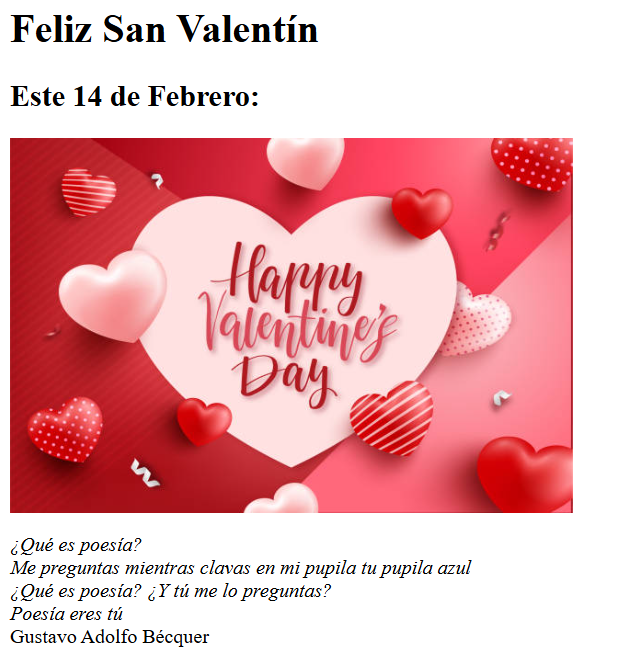 Feliz San Valentín
Este 14 de Febrero:
Happy
Valentine's
Day
¿Qué es poesía?
Me preguntas mientras clavas en mi pupila tu pupila azul
¿Qué es poesía? ¿Y tú me lo preguntas?
Poesía eres tú
Gustavo Adolfo Bécquer